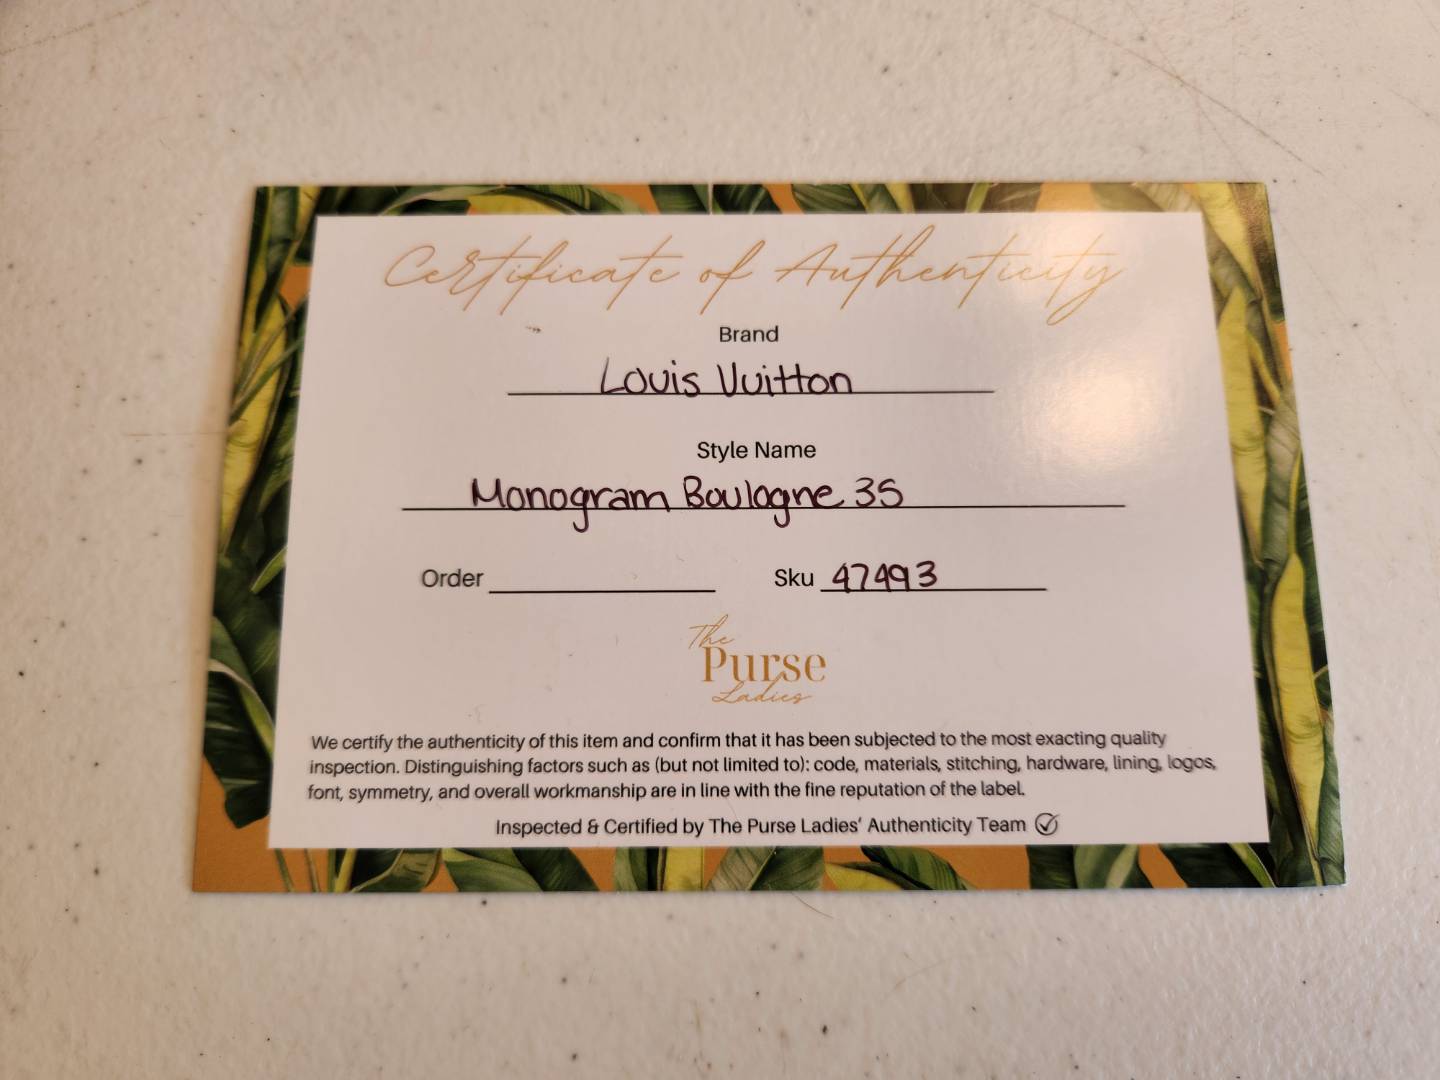 Certificate of Authenticity
Brand
Louis Vuitton
Style Name
Monogram Boulogne 35
Order
Sku 47493
The
Purse
Ladies
We certify the authenticity of this item and confirm that it has been subjected to the most exacting quality
inspection. Distinguishing factors such as (but not limited to): code, materials, stitching, hardware, lining, logos,
font, symmetry, and overall workmanship are in line with the fine reputation of the label.
Inspected & Certified by The Purse Ladies' Authenticity Team